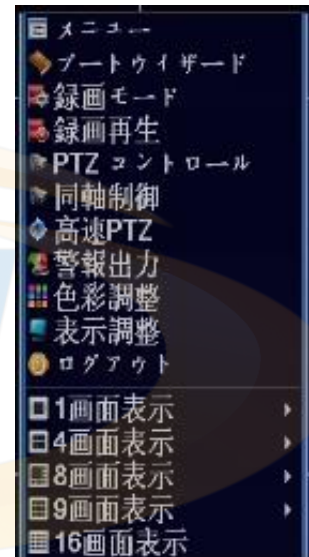 メニュー
ブートウイザード
録画モード
録画再生
PTZ コントロール
同軸制御
高速PTZ
警報出力
色彩調整
表示調整
ログアウト
1画面表示
4画面表示
8画面表示
9画面表示
16画面表示